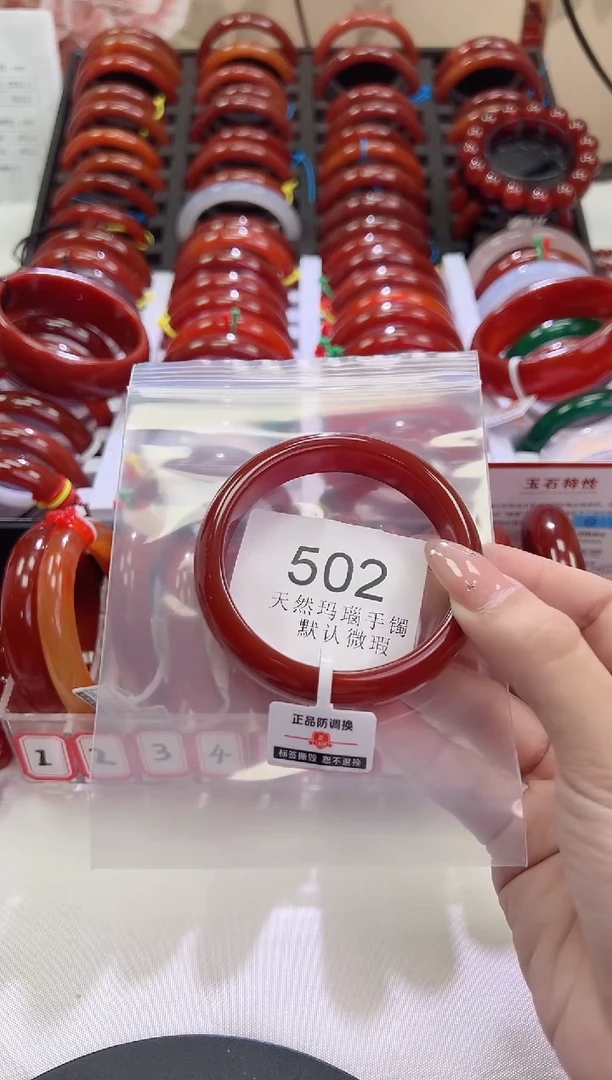 玉石特性
502
天然玛瑙手镯
默认微瑕
正品防调换
标签撕毁 恕不退换
1 2 3 4